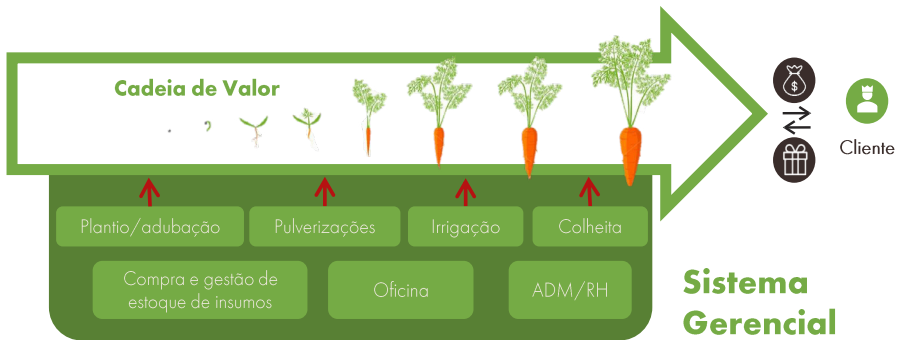 Cadeia de Valor
$
Cliente
Plantio/adubação
Pulverizações
Irrigação
Colheita
Compra e gestão de
estoque de insumos
Oficina
ADM/RH
Sistema
Gerencial